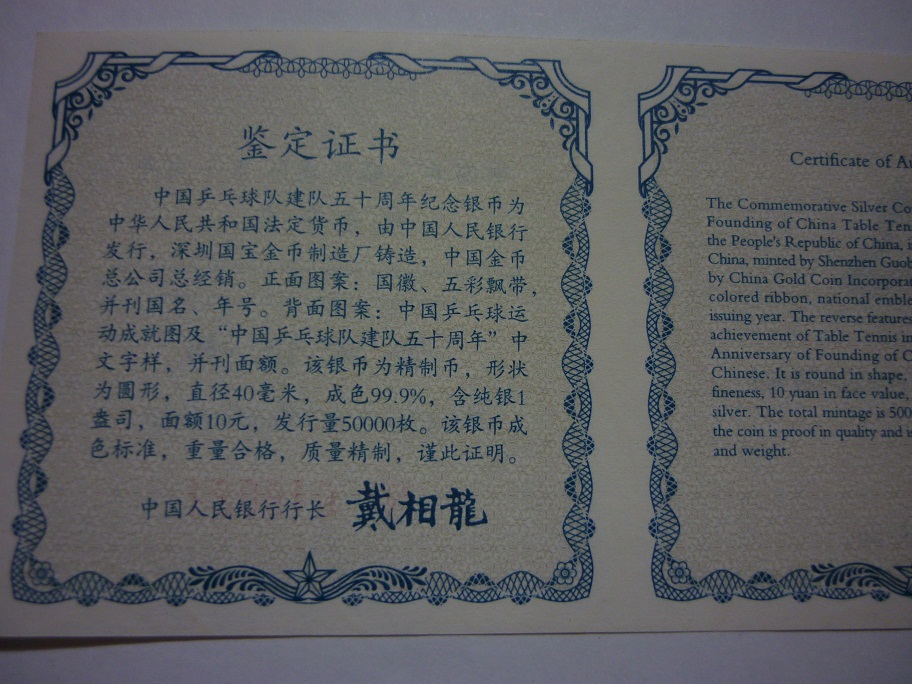 鉴定证书
中国乒乓球队建队五十周年纪念银币为
中华人民共和国法定货币，由中国人民银行
发行，深圳国宝金币制造厂铸造，中国金币
总公司总经销。正面图案：国徽、五彩飘带，
并刊国名、年号。背面图案：中国乒乓球运
动成就图及“中国乒乓球队建队五十周年”中
文字样，并刊面额。该银币为精制币，形状
为圆形，直径40毫米，成色99.9%，含纯银1
盎司，面额10元，发行量50000枚。该银币成
色标准，重量合格，质量精制，谨此证明。
中国人民银行行长 戴相龍
Certificate of
The Commemorative Silver
Founding of China Table
the People's Republic of China,
China, minted by Shenzhen
by China Gold Coin
colored ribbon, national
issuing year. The reverse features
achievement of Table Tennis
Anniversary of Founding of
Chinese. It is round in shape,
fineness, 10 yuan in face value,
silver. The total mintage is
the coin is proof in quality and
and weight.